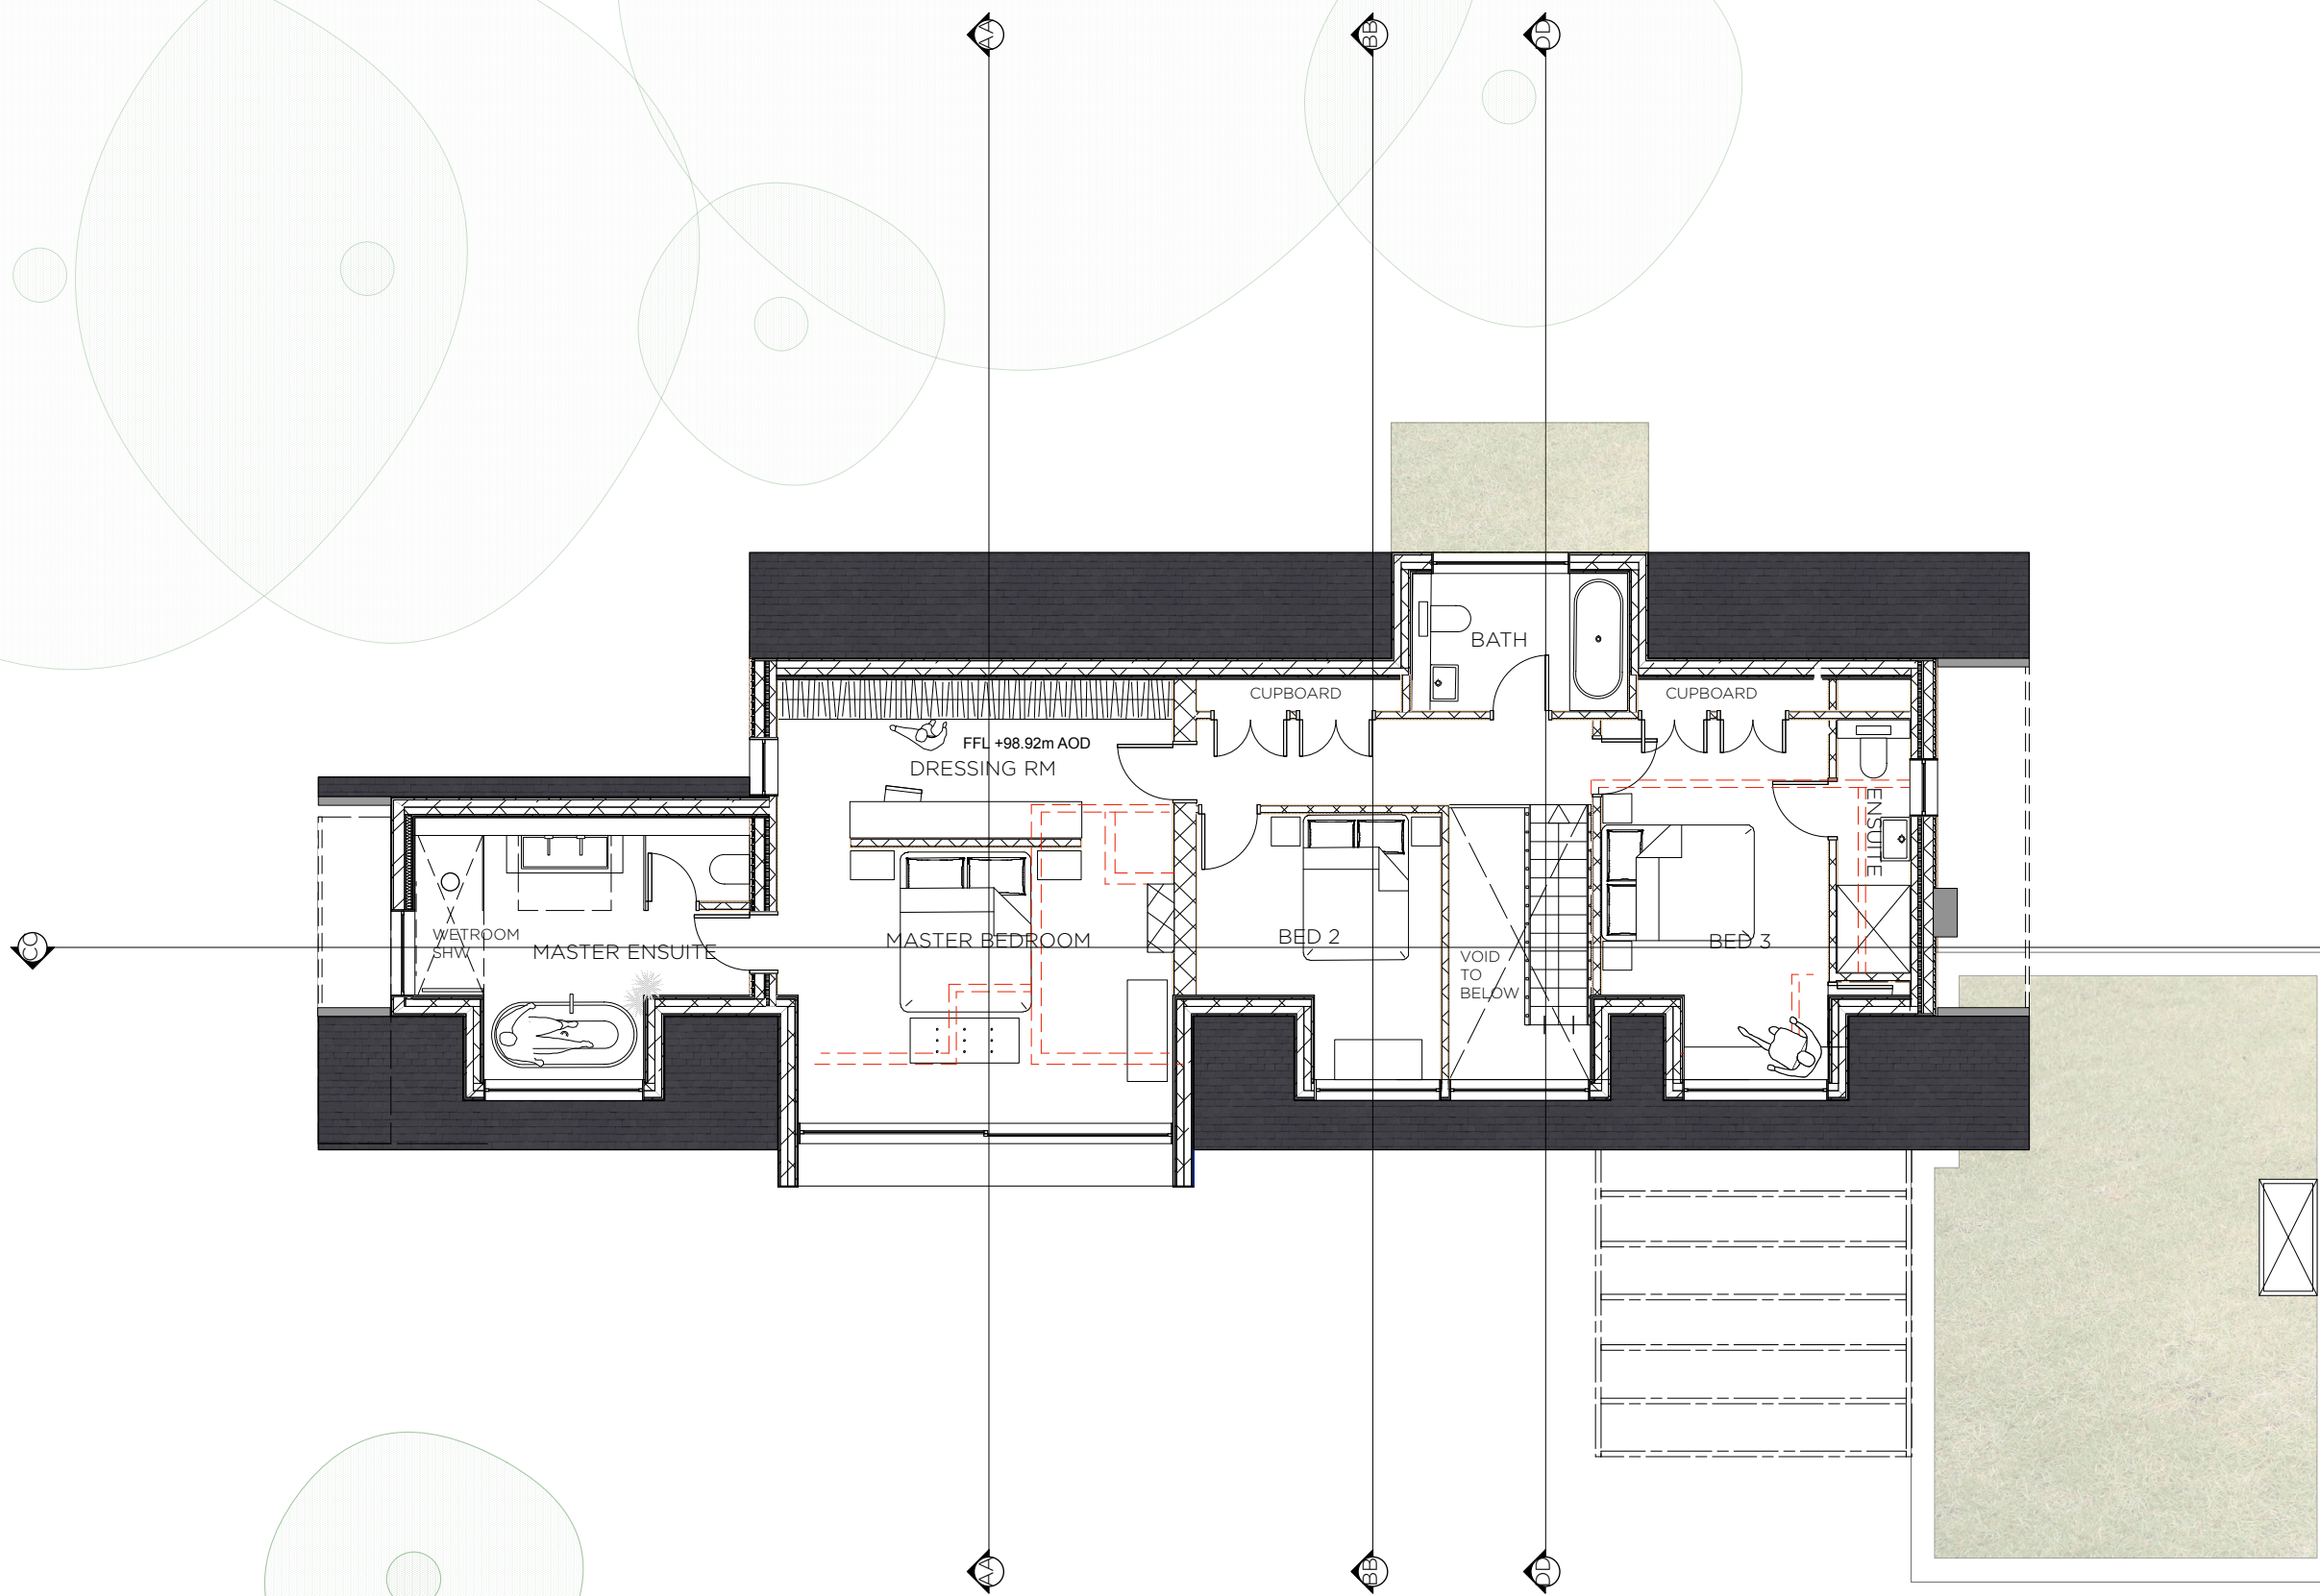 AA
BB
DD
BATH
CUPBOARD
CUPBOARD
FFL +98.92m AOD
DRESSING RM
ENSUITE
WETROOM
SHW
MASTER ENSUITE
MASTER BEDROOM
BED 2
BED 3
VOID
TO
BELOW
CC
AA
BB
DD